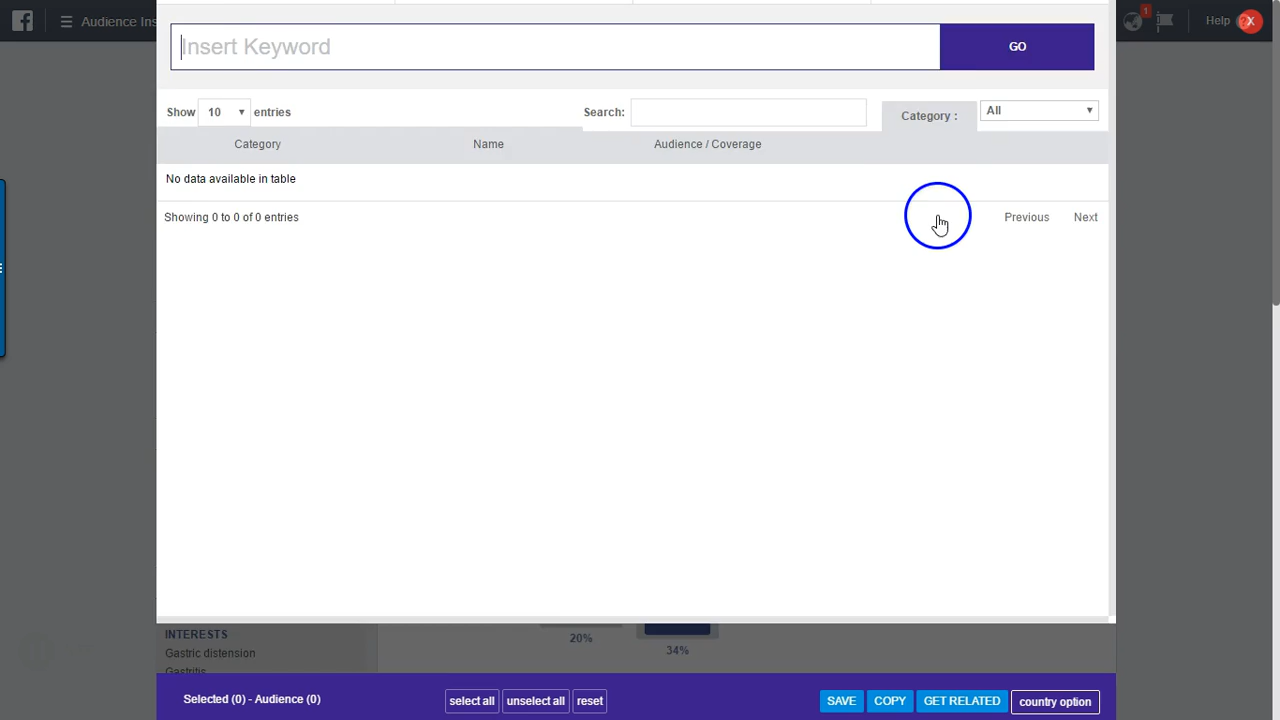 Audience Ins
1
Help
X
Insert Keyword
GO
Show 10 entries
Search:
Category :
All
Category Name Audience / Coverage
No data available in table
Showing 0 to 0 of 0 entries
Previous Next
INTERESTS
Gastric distension
Gastritis
20%
34%
Selected (0) - Audience (0)
select all unselect all reset
SAVE COPY GET RELATED country option